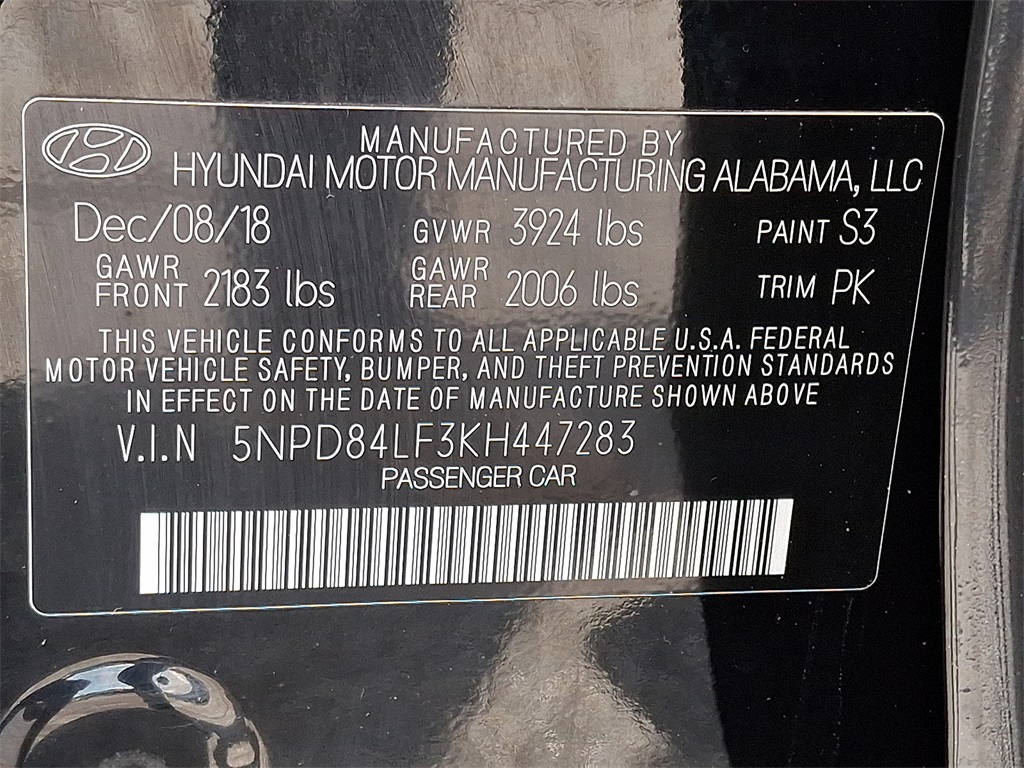 MANUFACTURED BY
HYUNDAI MOTOR MANUFACTURING ALABAMA, LLC
Dec/08/18 GVWR 3924 lbs PAINT S3
GAWR FRONT 2183 lbs GAWR REAR 2006 lbs TRIM PK
THIS VEHICLE CONFORMS TO ALL APPLICABLE U.S.A. FEDERAL
MOTOR VEHICLE SAFETY, BUMPER, AND THEFT PREVENTION STANDARDS
IN EFFECT ON THE DATE OF MANUFACTURE SHOWN ABOVE
V.I.N 5NPD84LF3KH447283
PASSENGER CAR